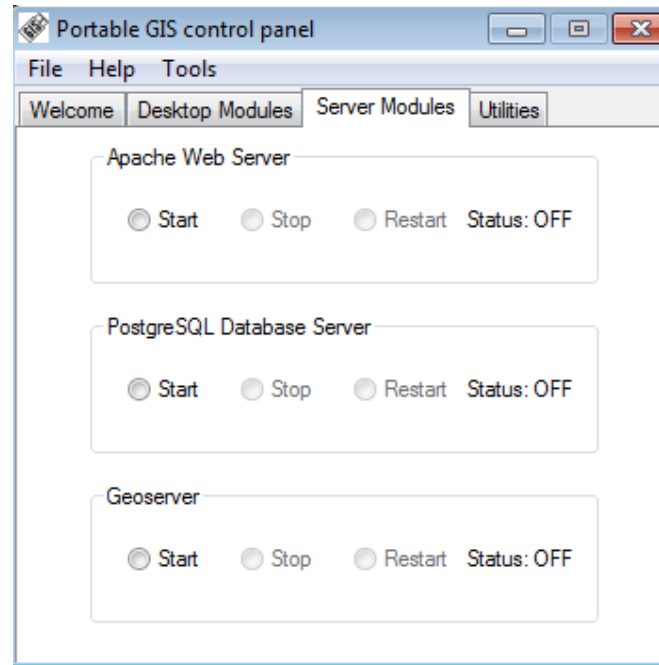 Portable GIS control panel
File Help Tools
Welcome Desktop Modules Server Modules Utilities
Apache Web Server
Start Stop Restart Status: OFF
PostgreSQL Database Server
Start Stop Restart Status: OFF
Geoserver
Start Stop Restart Status: OFF